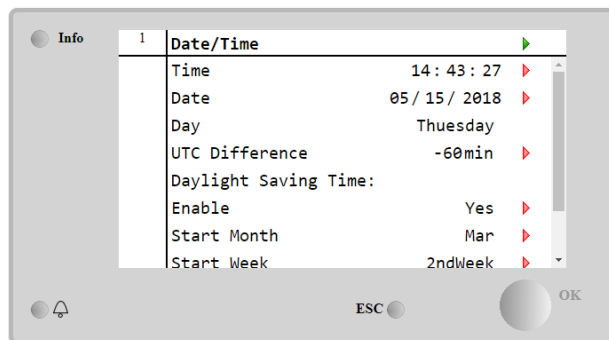 Info
1 Date/Time
Time 14:43:27
Date 05/15/2018
Day Thuesday
UTC Difference -60min
Daylight Saving Time:
Enable Yes
Start Month Mar
Start Week 2ndWeek
OK
ESC